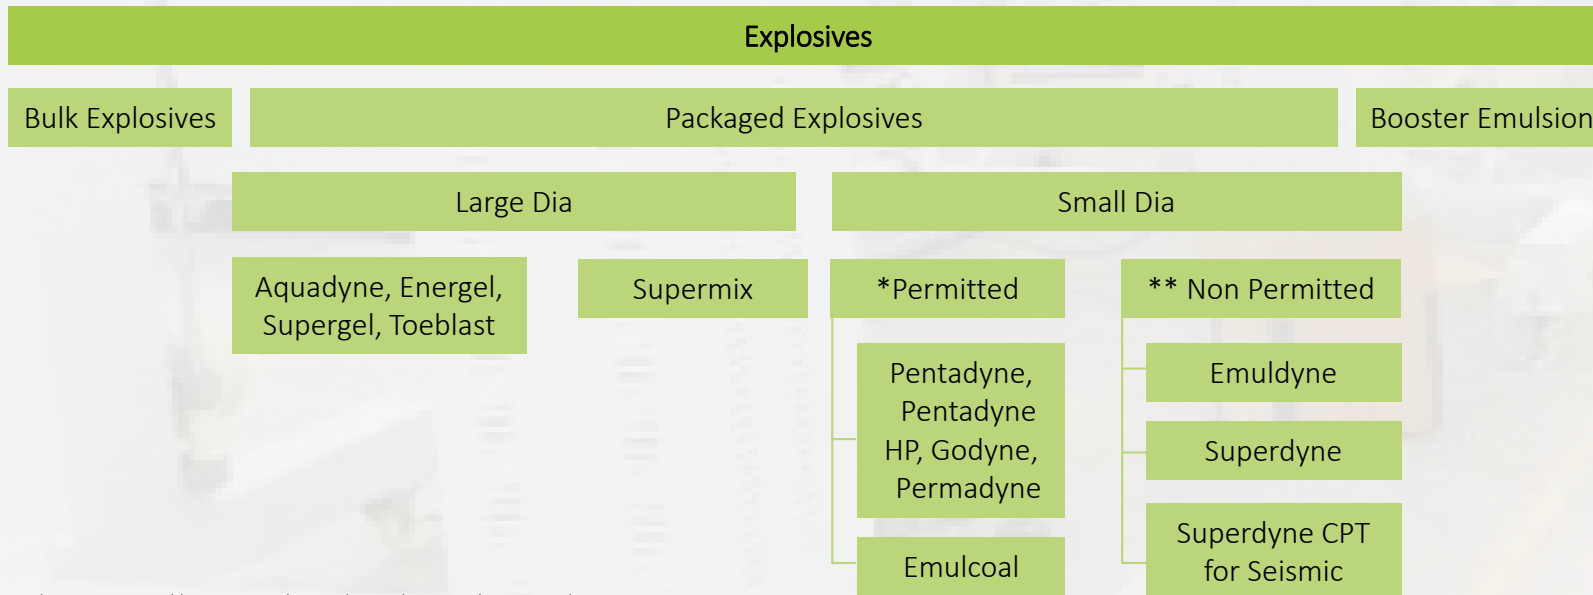 Explosives
Bulk Explosives
Packaged Explosives
Booster Emulsion
Large Dia
Small Dia
Aquadyne, Energel,
Supergel, Toeblast
Supermix
*Permitted
** Non Permitted
Pentadyne,
Pentadyne
HP, Godyne,
Permadyne
Emulcoal
Emuldyne
Superdyne
Superdyne CPT
for Seismic